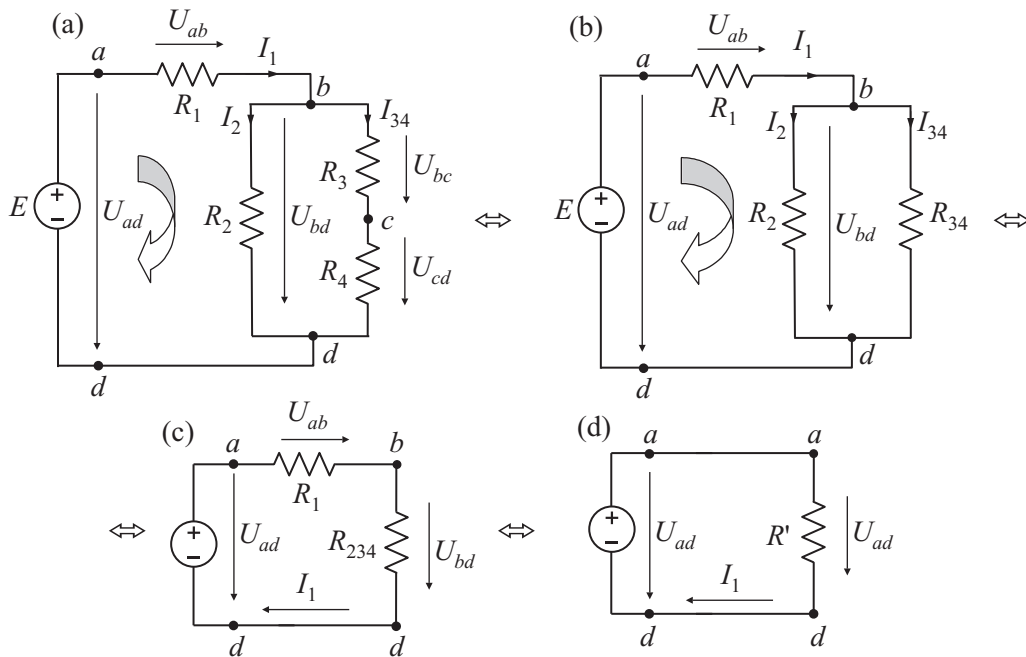 (a)
U_ab
a
I_1
R_1
b
I_2
I_34
R_3
U_bc
E
+
−
U_ad
R_2
U_bd
c
R_4
U_cd
d
d
(b)
U_ab
a
I_1
R_1
b
I_2
I_34
E
+
−
U_ad
R_2
U_bd
R_34
d
d
(c)
U_ab
a
b
R_1
+
−
U_ad
R_234
U_bd
I_1
d
d
(d)
a
a
+
−
U_ad
R'
U_ad
I_1
d
d